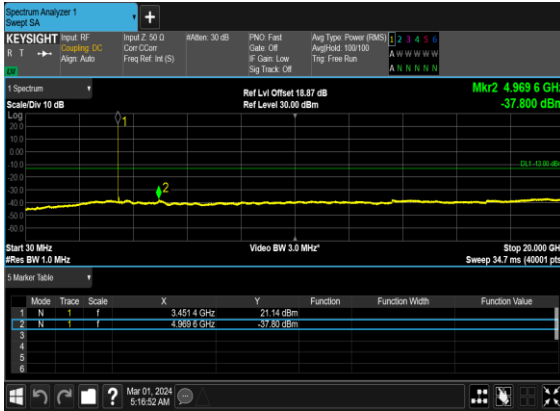 Spectrum Analyzer 1
Swept SA
+
KEYSIGHT
R T
Input: RF
Coupling: DC
Align: Auto
Input Z: 50 Ω
Corr CCorr
Freq Ref: Int (S)
#Atten: 30 dB
PNO: Fast
Gate: Off
IF Gain: Low
Sig Track: Off
Avg Type: Power (RMS)
Avg|Hold: 100/100
Trig: Free Run
1 2 3 4 5 6
A W W W W W
A N N N N N
1 Spectrum
Scale/Div 10 dB
Ref Lvl Offset 18.87 dB
Ref Level 30.00 dBm
Mkr2 4.969 6 GHz
-37.800 dBm
Log
20.0
10.0
0.00
-10.0
-20.0
-30.0
-40.0
-50.0
-60.0
1
2
DL1 -13.00 dBm
Start 30 MHz
#Res BW 1.0 MHz
Video BW 3.0 MHz*
Stop 20.000 GH
Sweep 34.7 ms (40001 pts
5 Marker Table
Mode Trace Scale X Y Function Function Width Function Value
1 N 1 f 3.451 4 GHz 21.14 dBm
2 N 1 f 4.969 6 GHz -37.80 dBm
3
4
5
6
?
Mar 01, 2024
5:16:52 AM